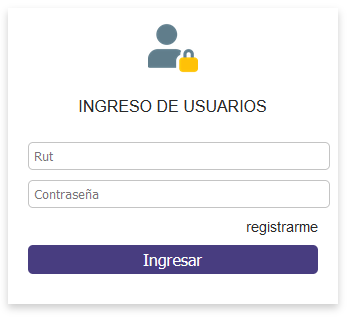 INGRESO DE USUARIOS
Rut
Contraseña
registrarme
Ingresar